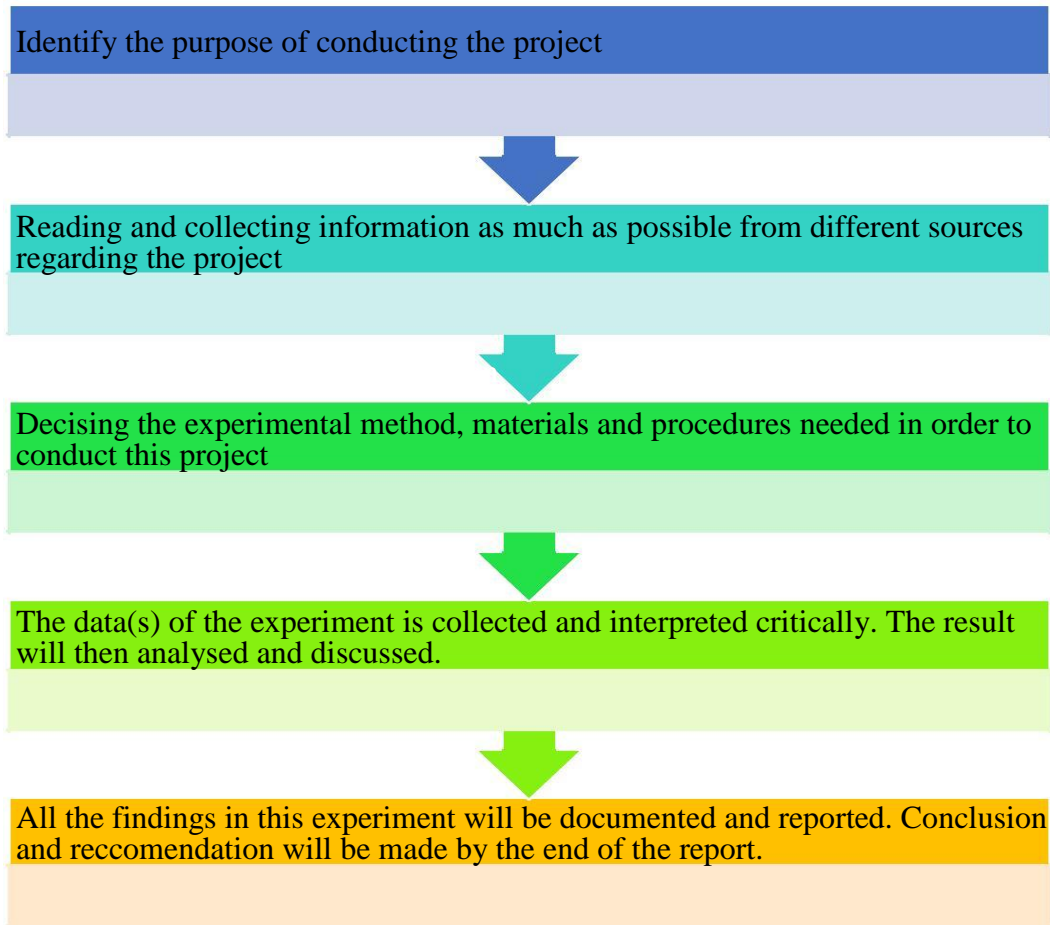 Identify the purpose of conducting the project
Reading and collecting information as much as possible from different sources
regarding the project
Decising the experimental method, materials and procedures needed in order to
conduct this project
The data(s) of the experiment is collected and interpreted critically. The result
will then analysed and discussed.
All the findings in this experiment will be documented and reported. Conclusion
and reccomendation will be made by the end of the report.